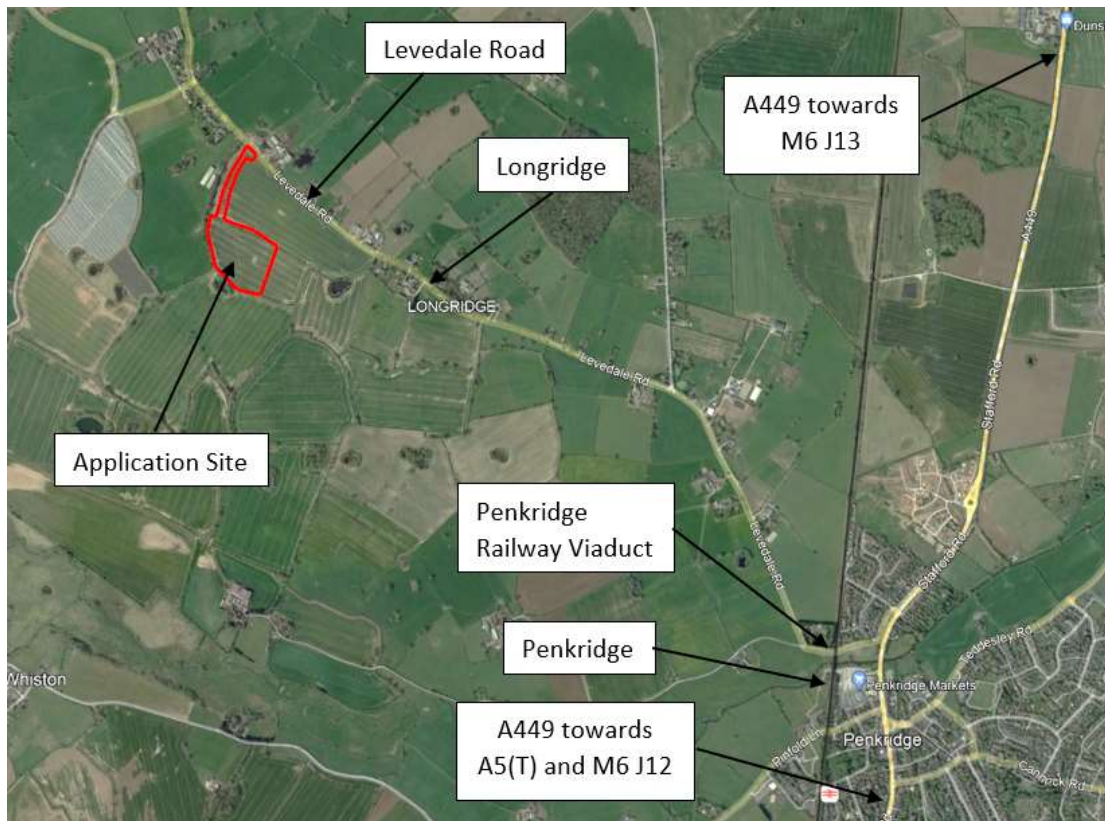 Levedale Road
Duns
A449 towards
M6 J13
Longridge
Levedale Rd
A449
LONGRIDGE
Levedale Rd
Stafford Rd
Application Site
Penkridge
Railway Viaduct
Levedale Rd
Stafford Rd
Teddesley Rd
Penkridge
Whiston
Penkridge Markets
A449 towards
A5(T) and M6 J12
Pinfold Ln
Penkridge
Cannock Rd